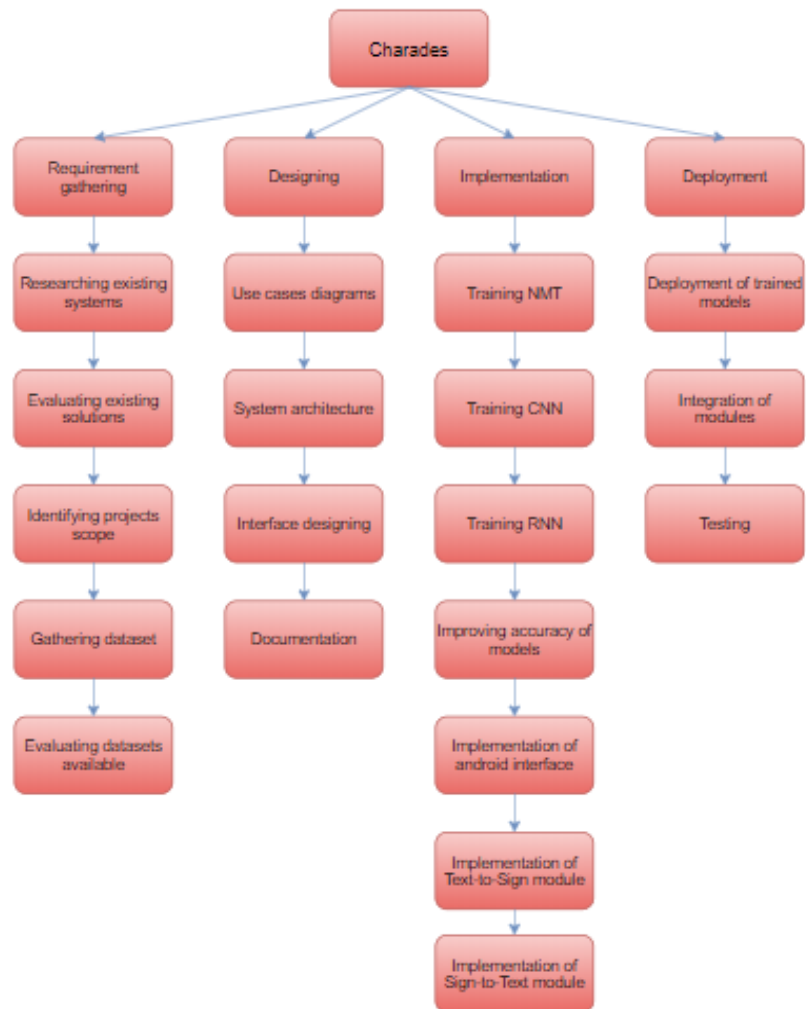 Charades
Requirement
gathering
Designing
Implementation
Deployment
Researching existing
systems
Use cases diagrams
Training NMT
Deployment of trained
models
Evaluating existing
solutions
System architecture
Training CNN
Integration of
modules
Identifying projects
scope
Interface designing
Training RNN
Testing
Gathering dataset
Documentation
Improving accuracy of
models
Evaluating datasets
available
Implementation of
android interface
Implementation of
Text-to-Sign module
Implementation of
Sign-to-Text module